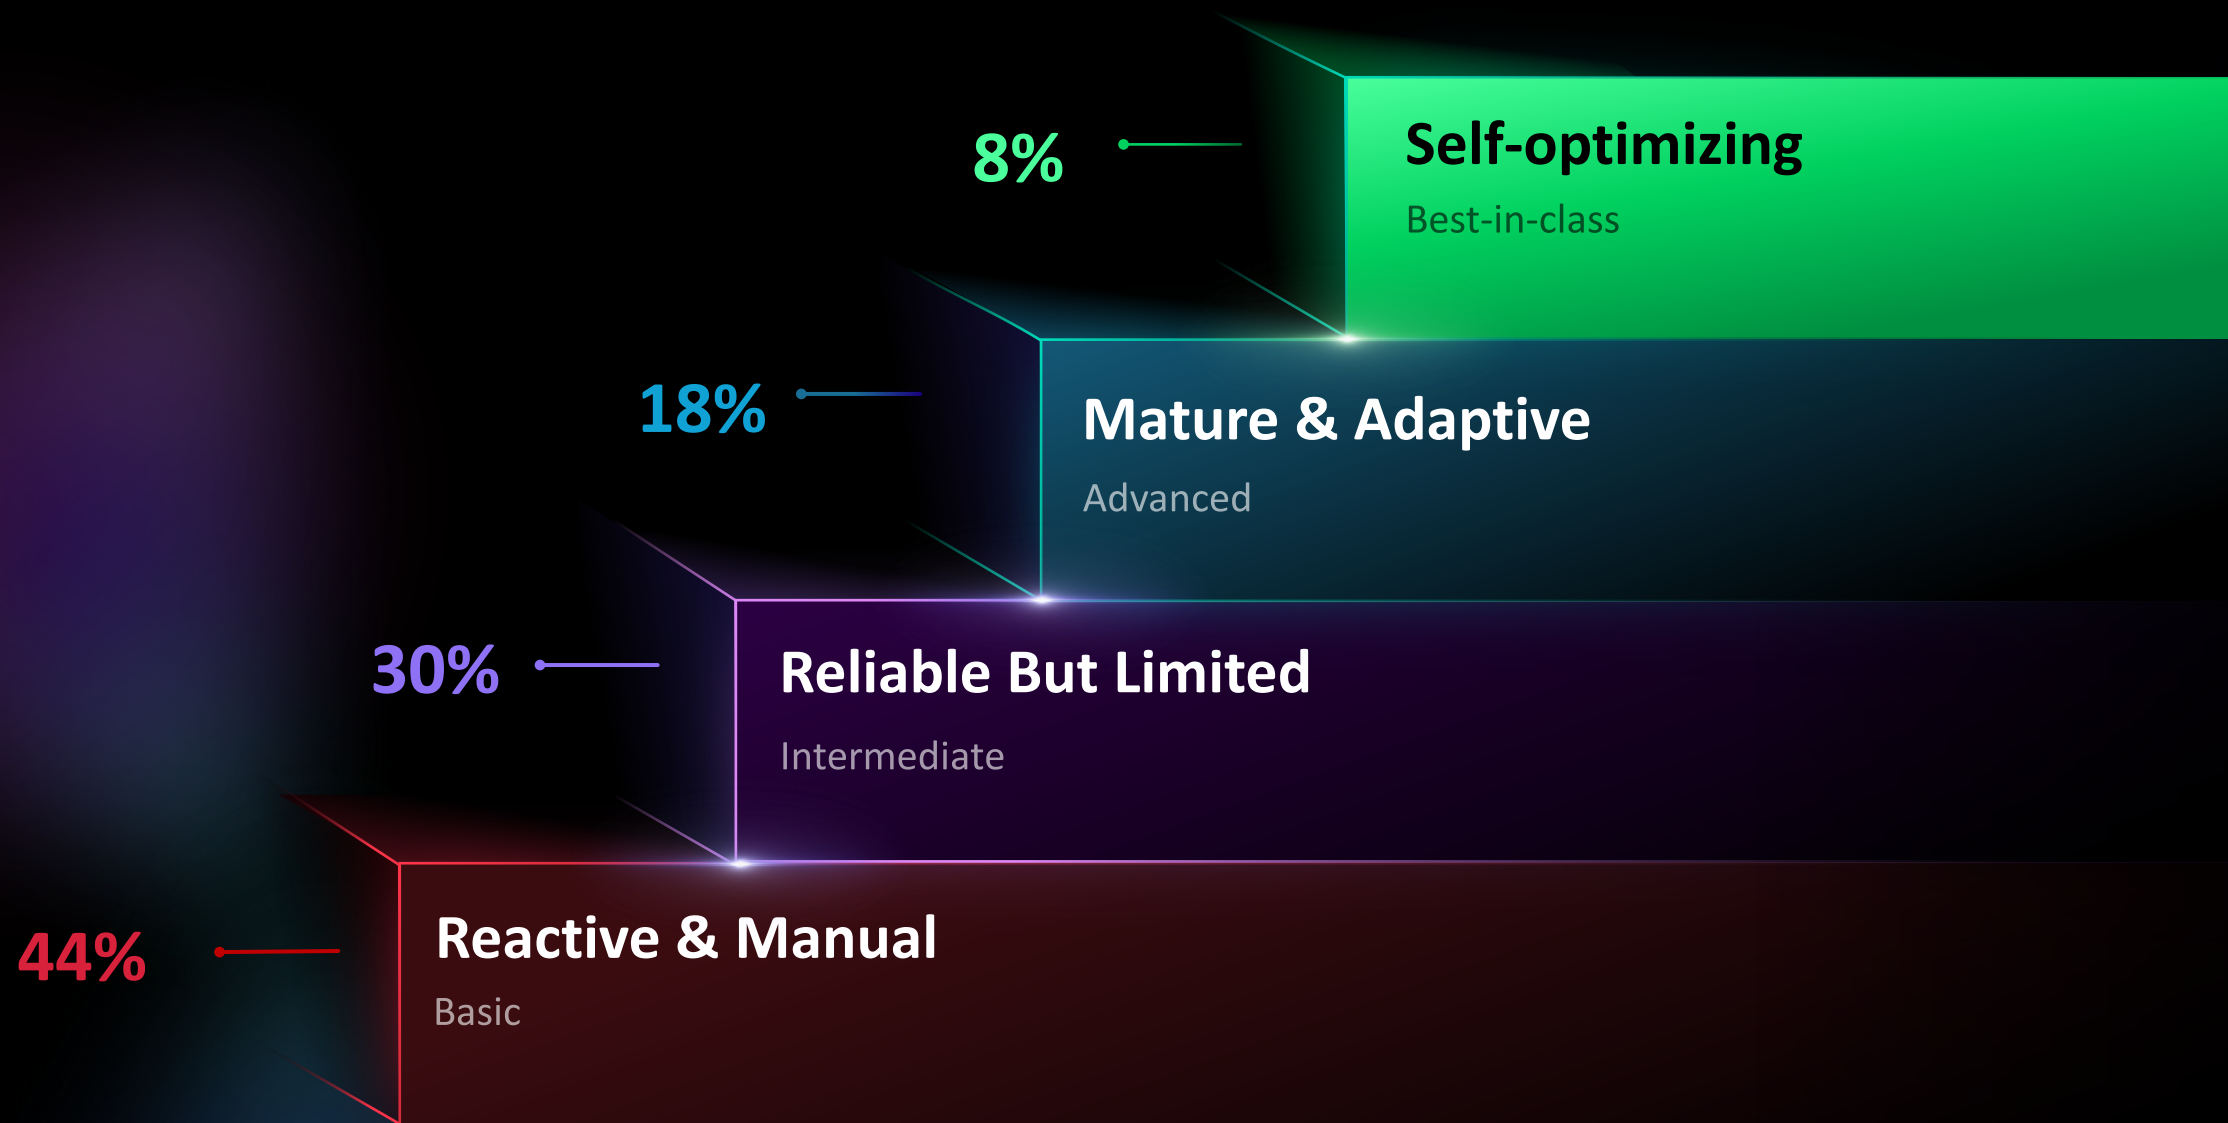 8%
Self-optimizing
Best-in-class
18%
Mature & Adaptive
Advanced
30%
Reliable But Limited
Intermediate
44%
Reactive & Manual
Basic